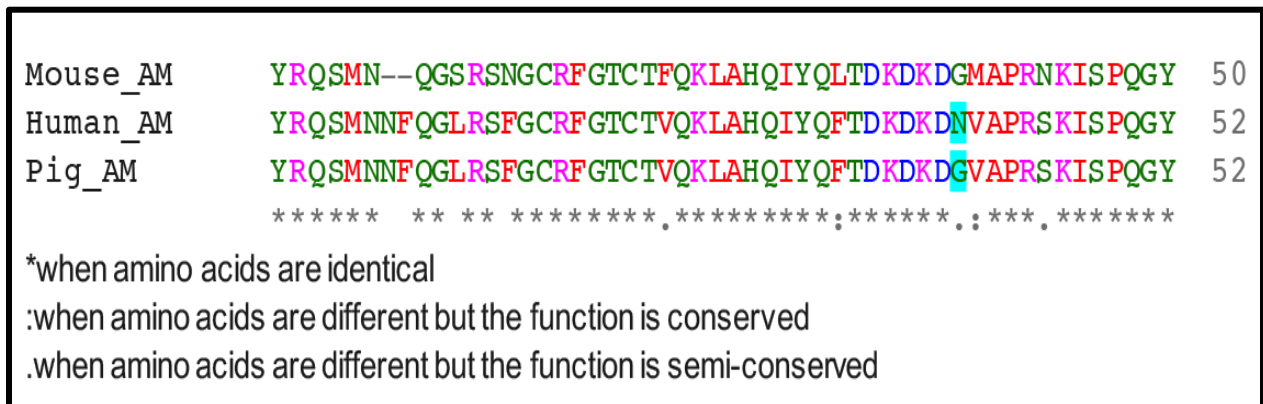 Mouse_AM YRQSMN--QGSRSNGCRFGTCTFQKLAHQIYQLTDKDKDGMAPRNKISPQGY 50
Human_AM YRQSMNNFQGLRSFGCRFGTCTVQKLAHQIYQFTDKDKDNVAPRSKISPQGY 52
Pig_AM YRQSMNNFQGLRSFGCRFGTCTVQKLAHQIYQFTDKDKDGVAPRSKISPQGY 52
******  ** ** ********.*********:******.:***.*******
*when amino acids are identical
:when amino acids are different but the function is conserved
.when amino acids are different but the function is semi-conserved